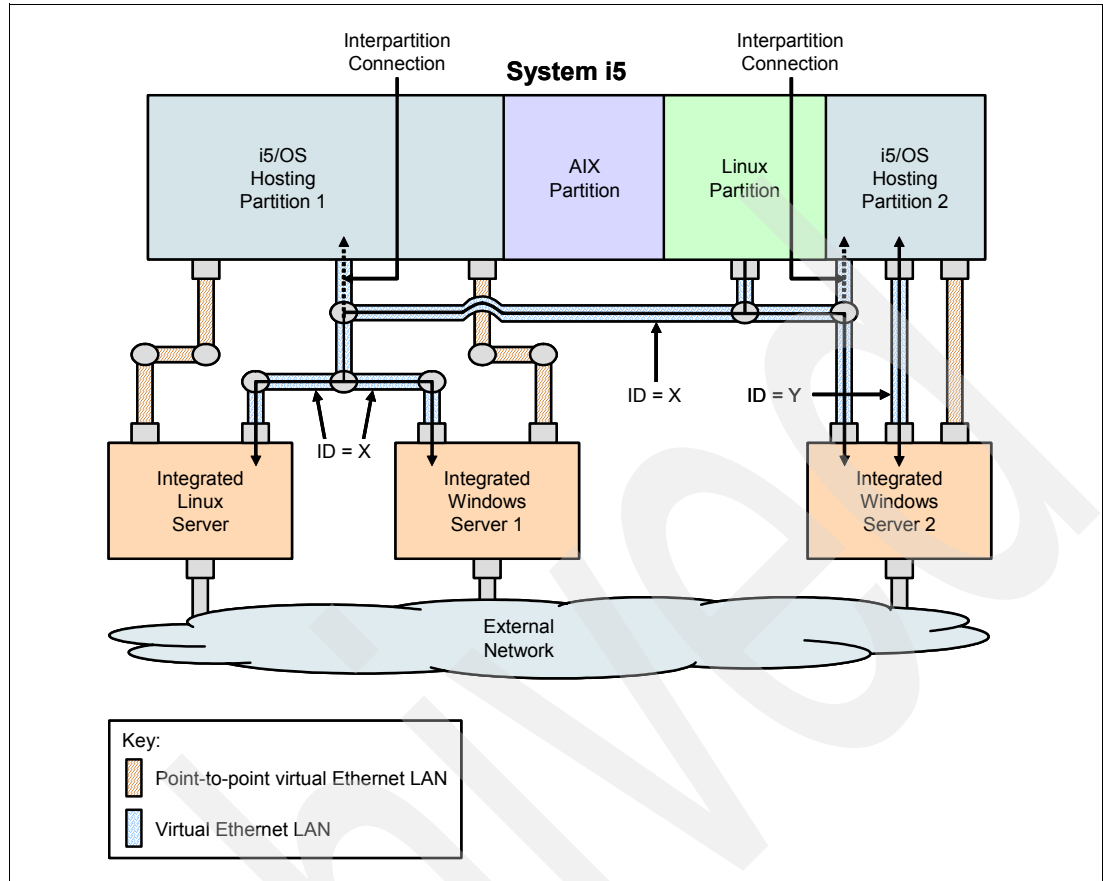 Interpartition
Connection
Interpartition
Connection
System i5
i5/OS
Hosting
Partition 1
AIX
Partition
Linux
Partition
i5/OS
Hosting
Partition 2
ID = X
ID = Y
ID = X
Integrated
Linux
Server
Integrated
Windows
Server 1
Integrated
Windows
Server 2
External
Network
Key:
Point-to-point virtual Ethernet LAN
Virtual Ethernet LAN